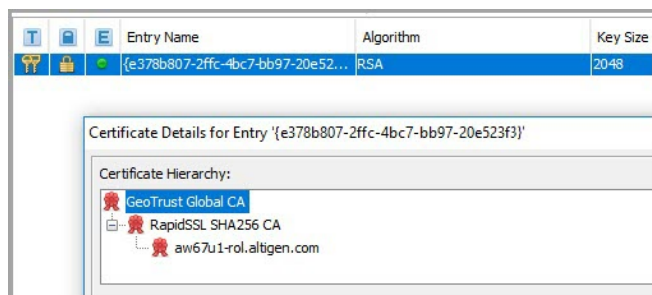 T E Entry Name Algorithm Key Size
{e378b807-2ffc-4bc7-bb97-20e52... RSA 2048
Certificate Details for Entry '{e378b807-2ffc-4bc7-bb97-20e523f3}'
Certificate Hierarchy:
GeoTrust Global CA
RapidSSL SHA256 CA
aw67u1-rol.altigen.com